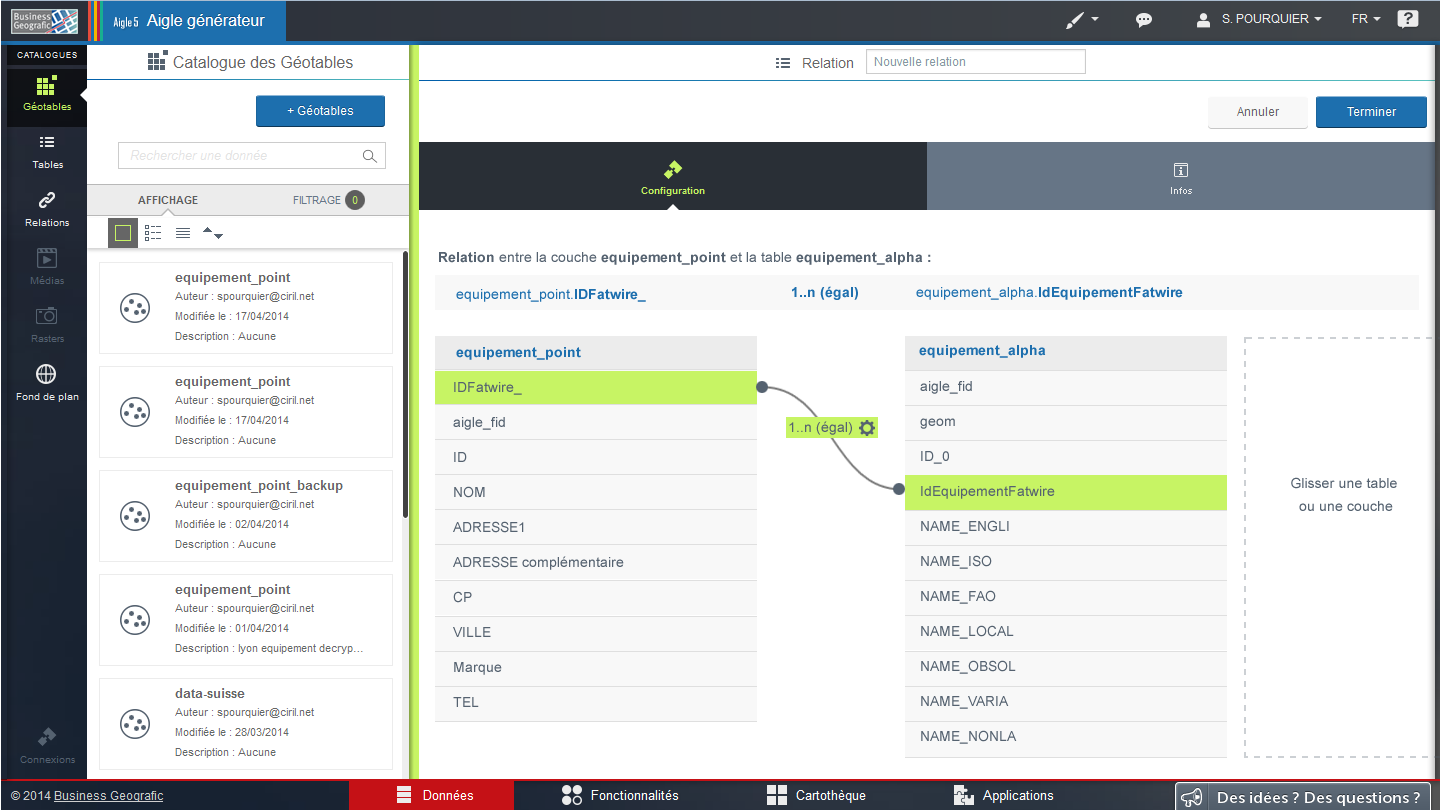 Business Geografic
Aigle 5 Aigle générateur
S. POURQUIER
FR
?
CATALOGUES
Géotables
Tables
Relations
Médias
Rasters
Fond de plan
Connexions
Catalogue des Géotables
+ Géotables
Rechercher une donnée
AFFICHAGE
FILTRAGE 0
equipement_point
Auteur : spourquier@ciril.net
Modifiée le : 17/04/2014
Description : Aucune
equipement_point
Auteur : spourquier@ciril.net
Modifiée le : 17/04/2014
Description : Aucune
equipement_point_backup
Auteur : spourquier@ciril.net
Modifiée le : 02/04/2014
Description : Aucune
equipement_point
Auteur : spourquier@ciril.net
Modifiée le : 01/04/2014
Description : lyon equipement decryp...
data-suisse
Auteur : spourquier@ciril.net
Modifiée le : 28/03/2014
Description : Aucune
Relation
Nouvelle relation
Annuler
Terminer
Configuration
Infos
Relation entre la couche equipement_point et la table equipement_alpha :
equipement_point.IDFatwire_ 1..n (égal) equipement_alpha.IdEquipementFatwire
equipement_point
IDFatwire_
aigle_fid
ID
NOM
ADRESSE1
ADRESSE complémentaire
CP
VILLE
Marque
TEL
1..n (égal)
equipement_alpha
aigle_fid
geom
ID_0
IdEquipementFatwire
NAME_ENGLI
NAME_ISO
NAME_FAO
NAME_LOCAL
NAME_OBSOL
NAME_VARIA
NAME_NONLA
Glisser une table
ou une couche
© 2014 Business Geografic
Données
Fonctionnalités
Cartothèque
Applications
Des idées ? Des questions ?